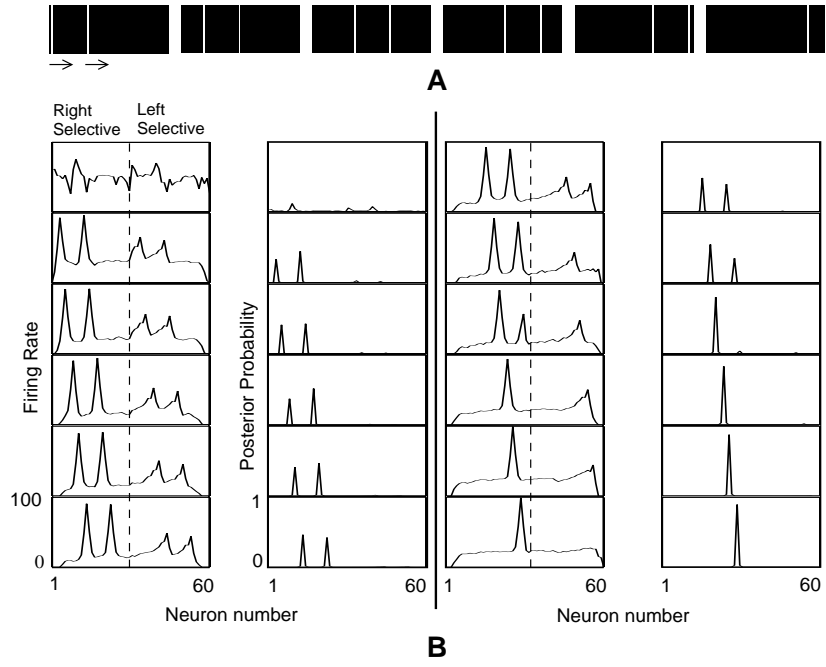 A
Right Selective
Left Selective
Firing Rate
Posterior Probability
100
0
1
0
1
60
1
60
1
60
1
60
Neuron number
Neuron number
B